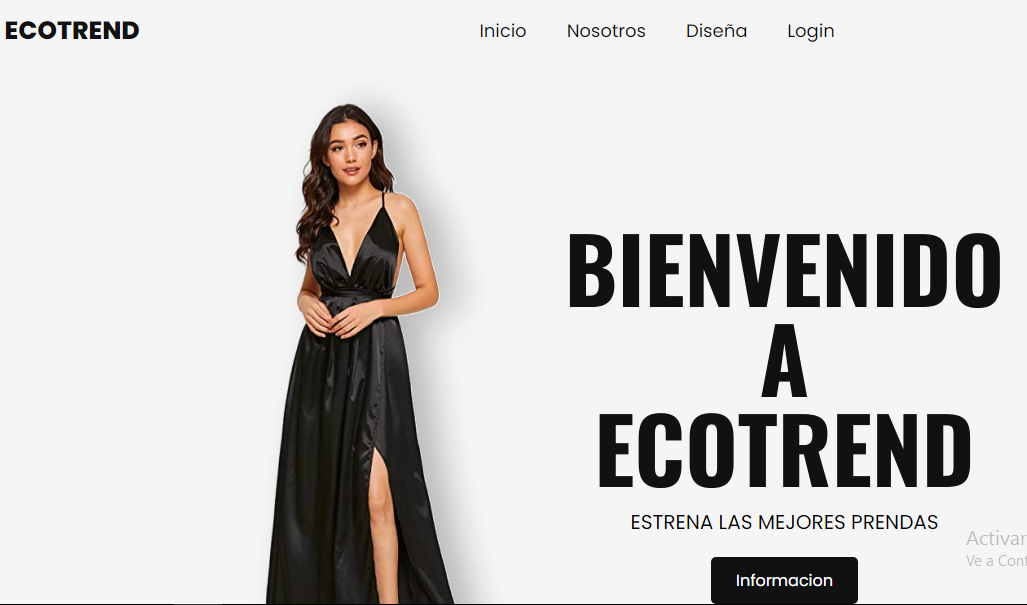 ECOTREND
Inicio Nosotros Diseña Login
BIENVENIDO
A
ECOTREND
ESTRENA LAS MEJORES PRENDAS
Activar
Ve a Conf
Informacion